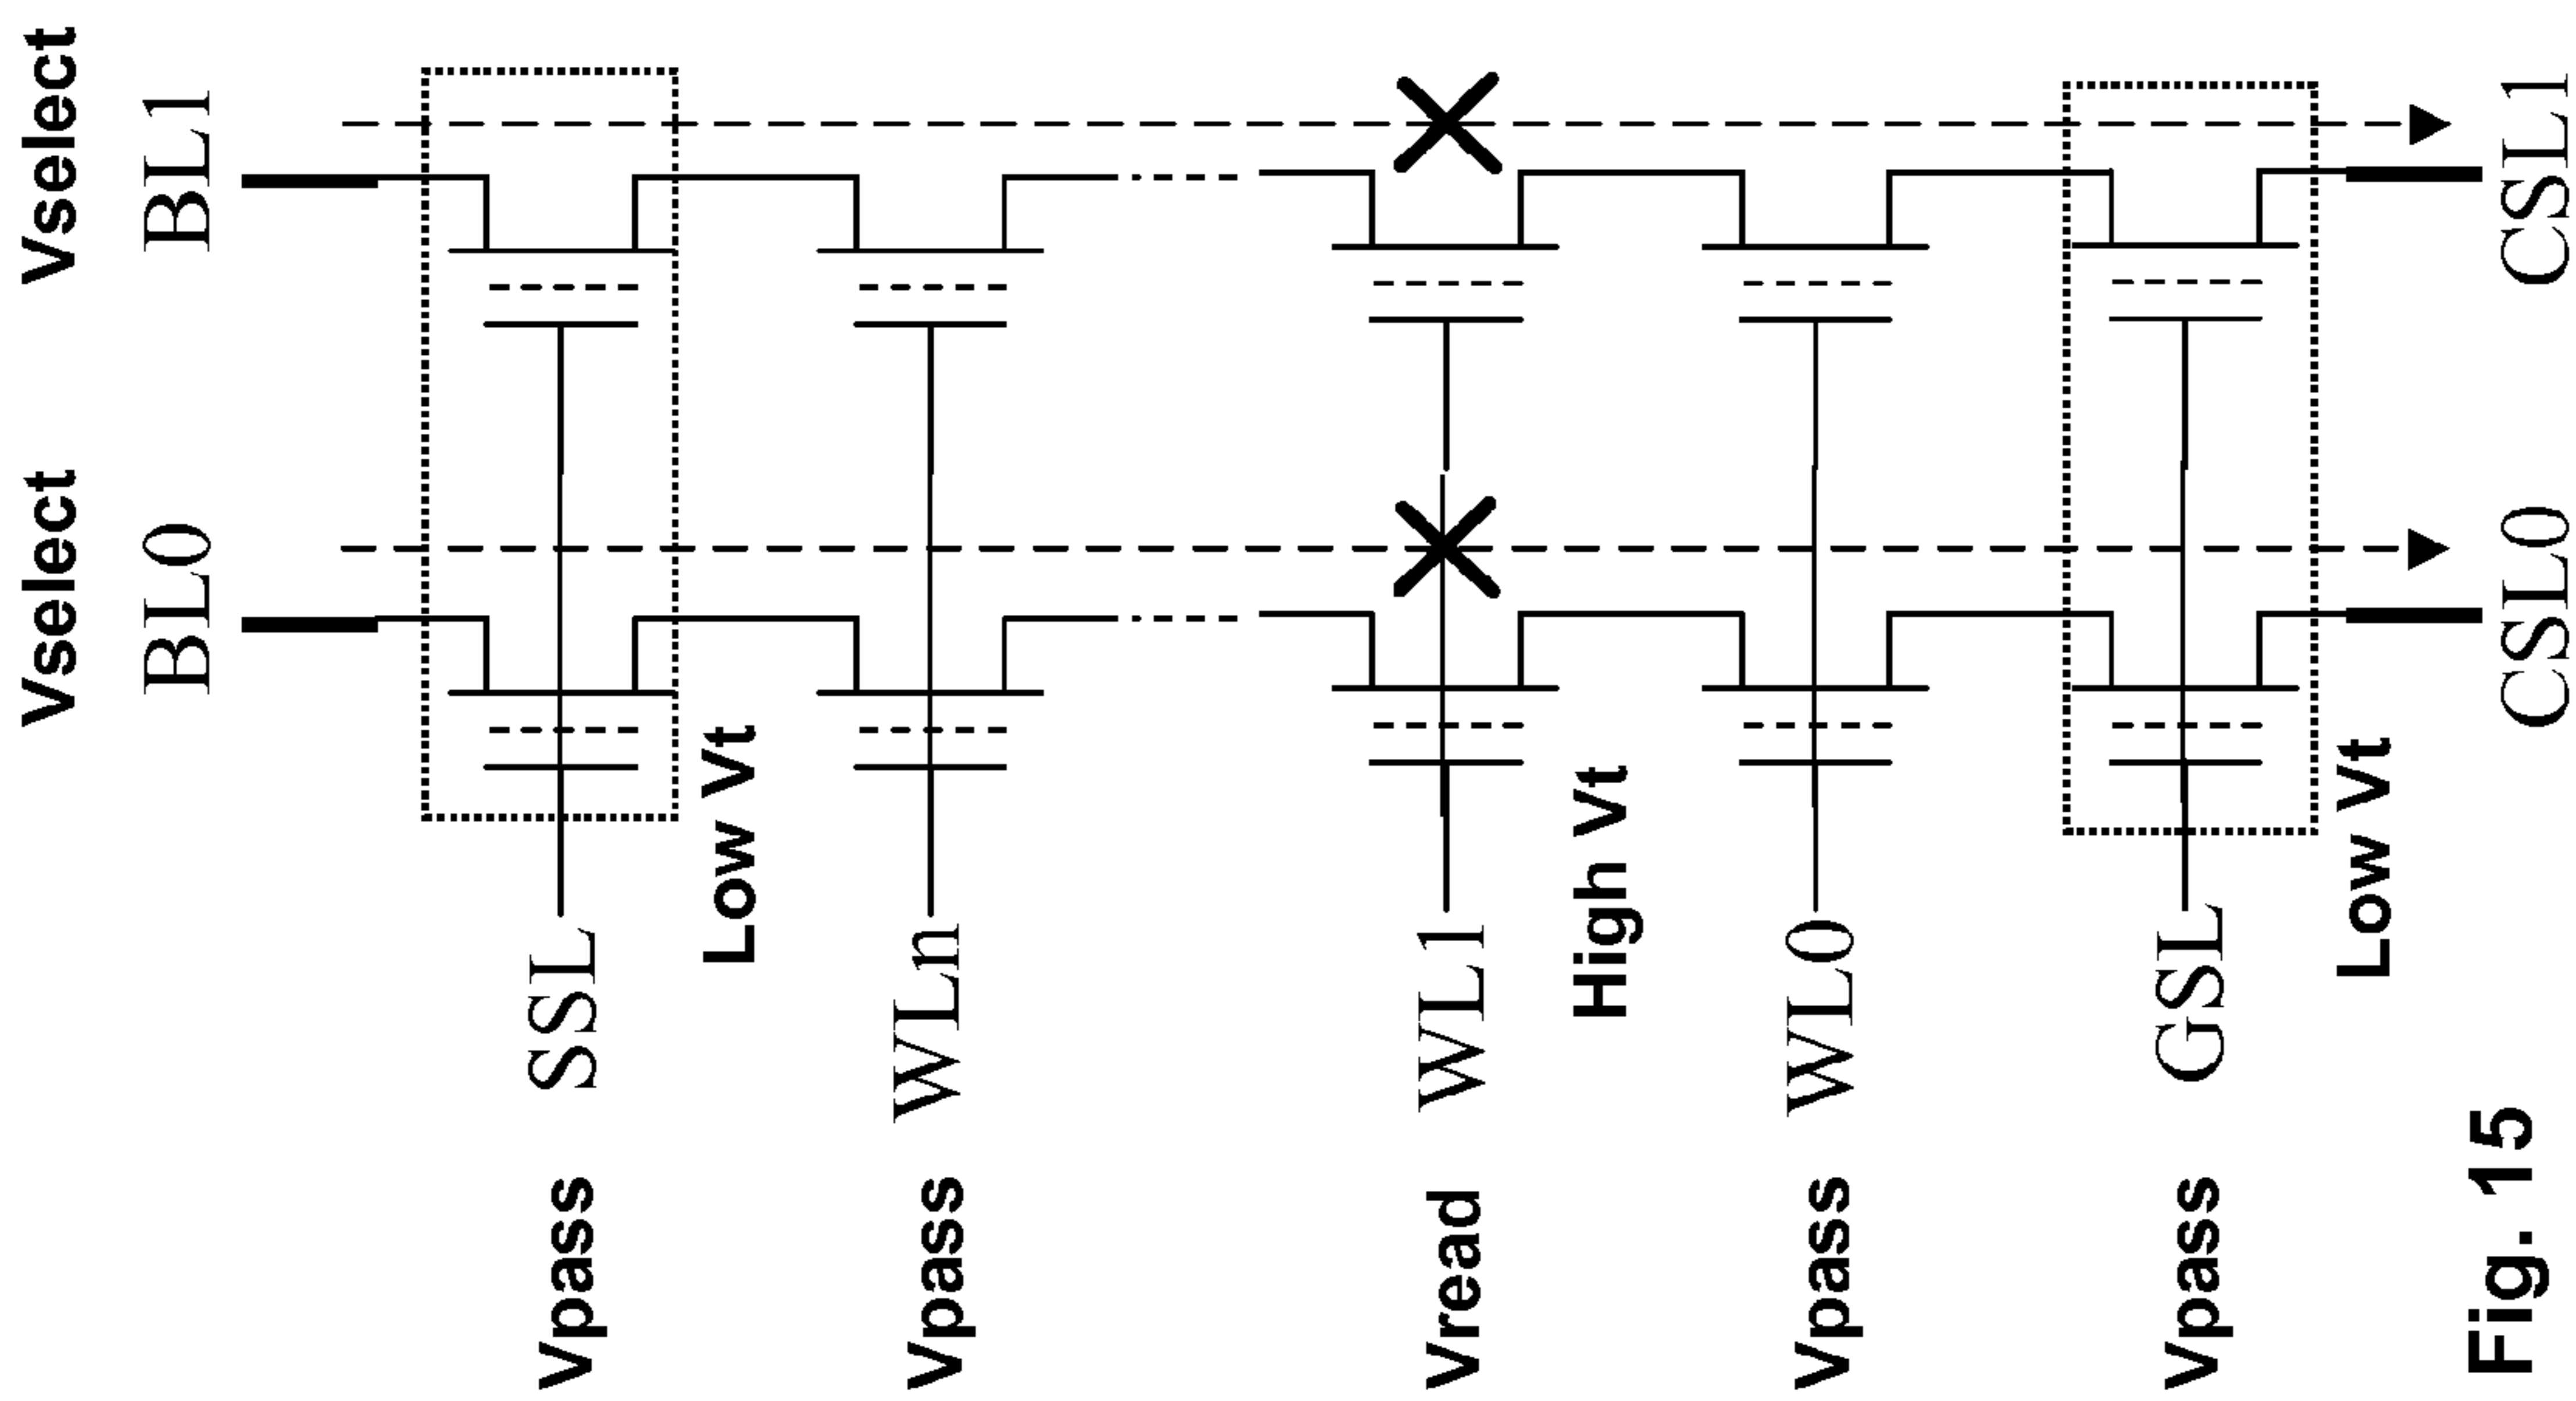 Vselect Vselect
BL0 BL1
Vpass SSL
Low Vt
Vpass WLn
Vread WL1
High Vt
Vpass WL0
Vpass GSL
Low Vt
CSL0 CSL1
Fig. 15